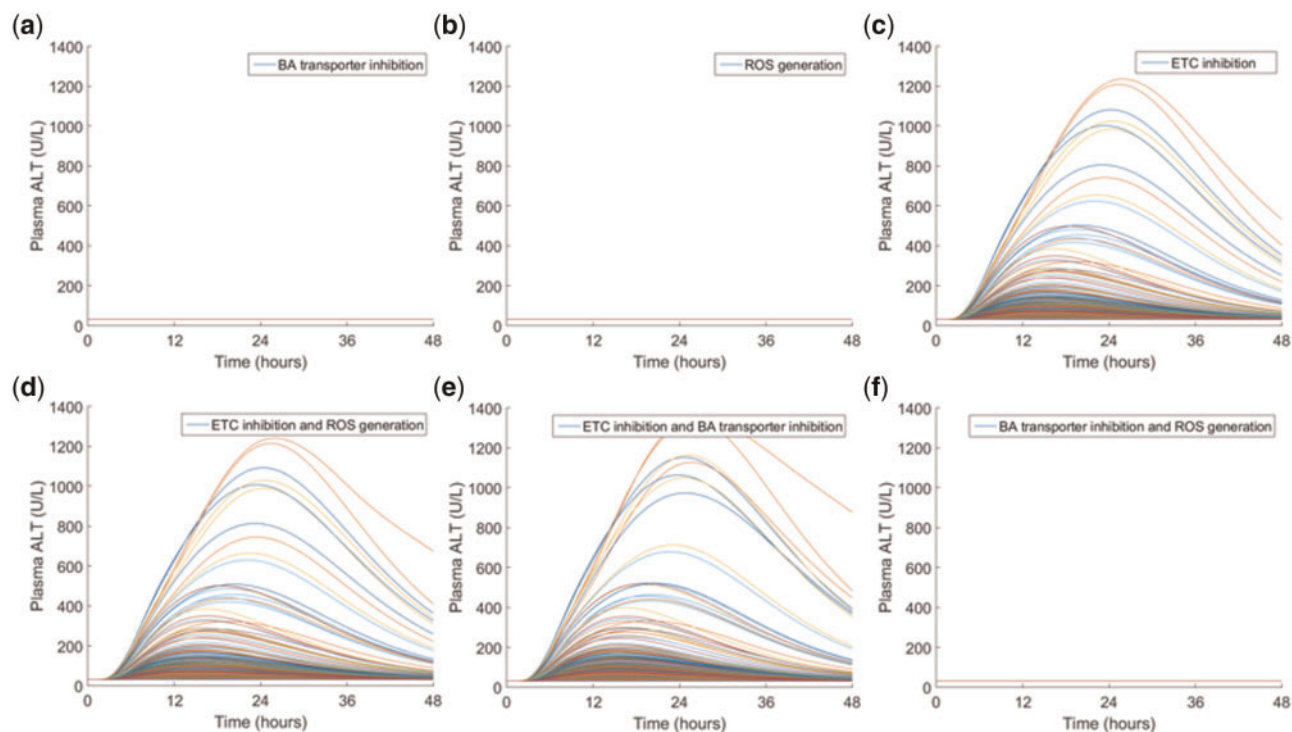 (a)
1400
1200
1000
800
600
400
200
0
Plasma ALT (U/L)
BA transporter inhibition
0 12 24 36 48
Time (hours)
(b)
1400
1200
1000
800
600
400
200
0
Plasma ALT (U/L)
ROS generation
0 12 24 36 48
Time (hours)
(c)
1400
1200
1000
800
600
400
200
0
Plasma ALT (U/L)
ETC inhibition
0 12 24 36 48
Time (hours)
(d)
1400
1200
1000
800
600
400
200
0
Plasma ALT (U/L)
ETC inhibition and ROS generation
0 12 24 36 48
Time (hours)
(e)
1400
1200
1000
800
600
400
200
0
Plasma ALT (U/L)
ETC inhibition and BA transporter inhibition
0 12 24 36 48
Time (hours)
(f)
1400
1200
1000
800
600
400
200
0
Plasma ALT (U/L)
BA transporter inhibition and ROS generation
0 12 24 36 48
Time (hours)